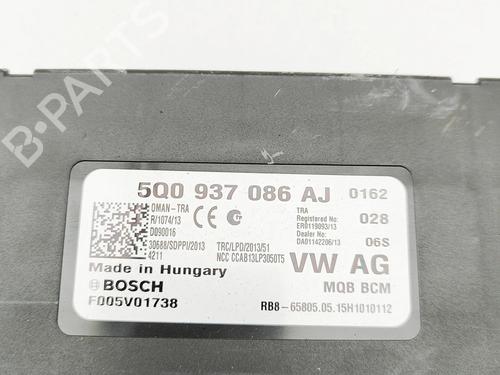 B-PARTS
5Q0 937 086 AJ 0162
OMAN-TRA
R/1074/13
D090016
30688/SDPPI/2013
4211
CE
TRC/LPD/2013/51
NCC CCAB13LP3050T5
TRA
Registered No:
ER0119093/13
Dealer No:
DA01142206/13
028
06S
Made in Hungary
BOSCH
F005V01738
VW AG
MQB BCM
RB8-65805.05.15H1010112